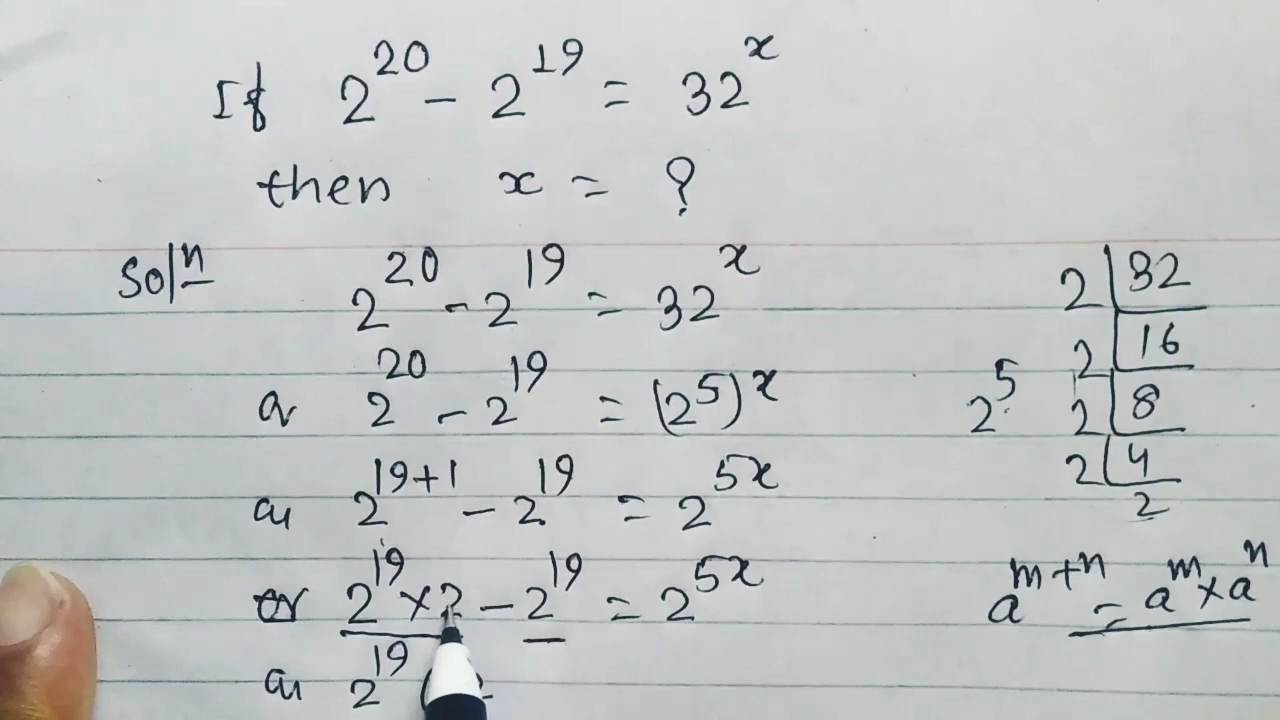 If 2^20 - 2^19 = 32^x
then x = ?
Sol^n
2^20 - 2^19 = 32^x
or 2^20 - 2^19 = (2^5)^x
or 2^19+1 - 2^19 = 2^5x
or 2^19 × 2 - 2^19 = 2^5x
or 2^19 (
2 | 32
2 | 16
2 | 8
2 | 4
2
2^5
a^m+n = a^m × a^n